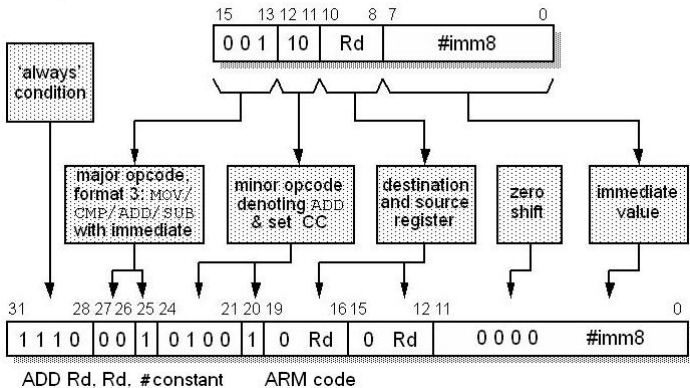 15 13 12 11 10 8 7 0
0 0 1 10 Rd #imm8
'always'
condition
major opcode,
format 3: MOV/
CMP/ADD/SUB
with immediate
minor opcode
denoting ADD
& set CC
destination
and source
register
zero
shift
immediate
value
31 28 27 26 25 24 21 20 19 16 15 12 11 0
1 1 1 0 0 0 1 0 1 0 0 1 0 Rd 0 Rd 0 0 0 0 #imm8
ADD Rd, Rd, #constant ARM code